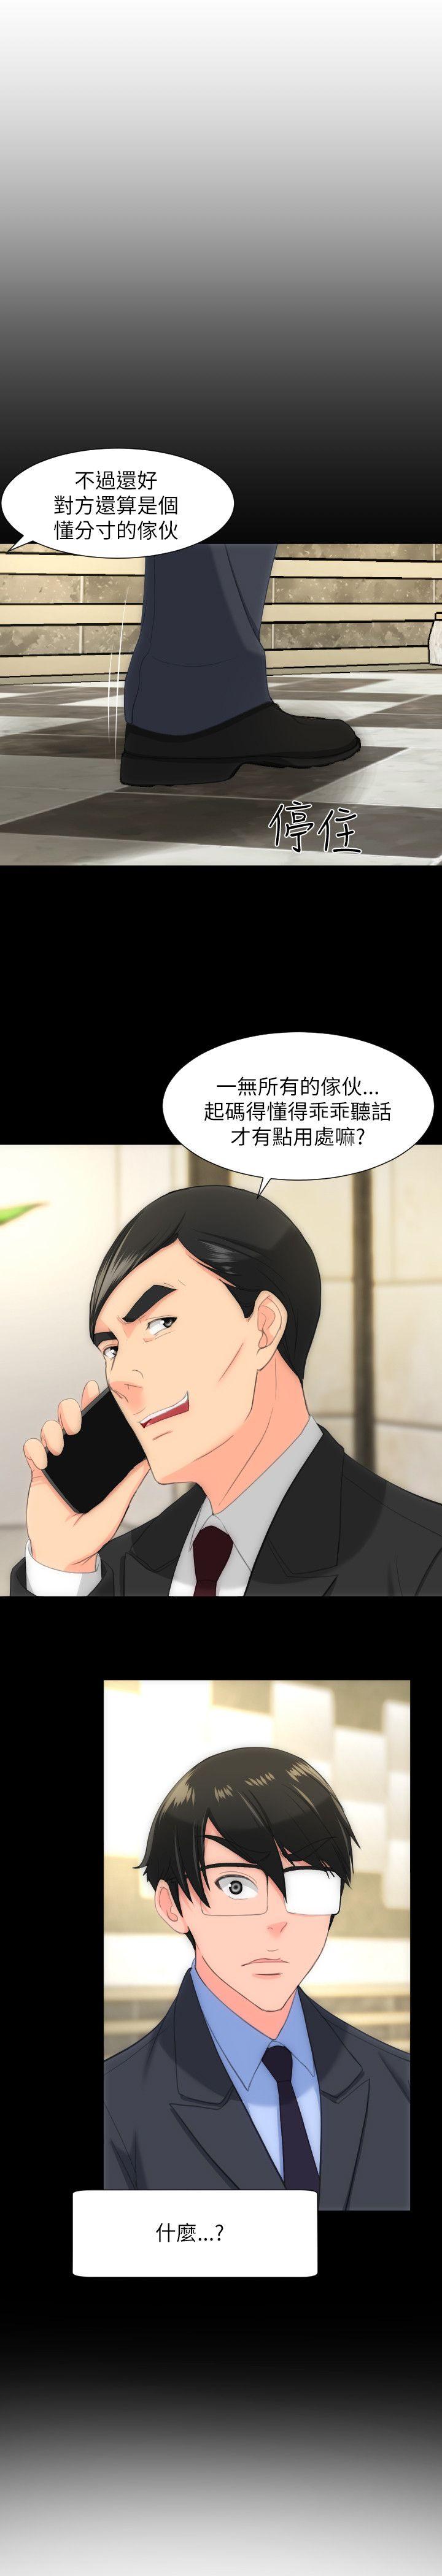 不過還好
對方還算是個
懂分寸的傢伙
停住
一無所有的傢伙...
起碼得懂得乖乖聽話
才有點用處嘛?
什麼...?